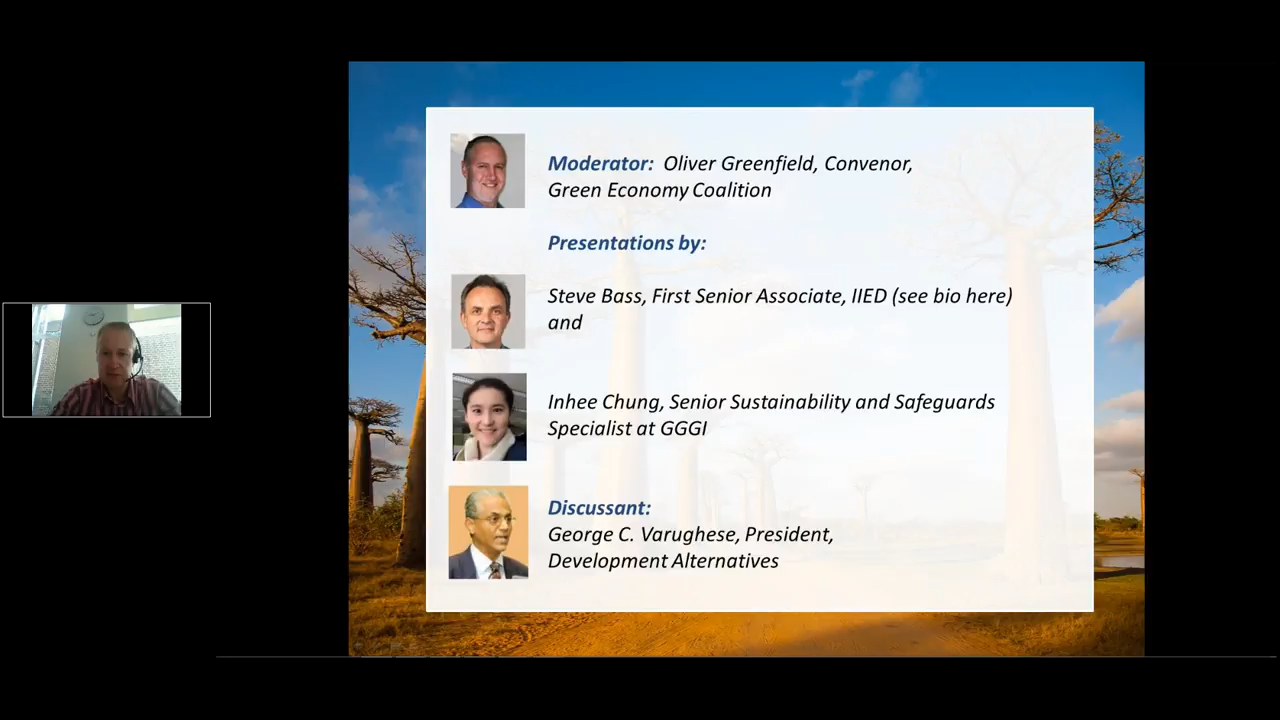 Moderator: Oliver Greenfield, Convenor,
Green Economy Coalition
Presentations by:
Steve Bass, First Senior Associate, IIED (see bio here)
and
Inhee Chung, Senior Sustainability and Safeguards
Specialist at GGGI
Discussant:
George C. Varughese, President,
Development Alternatives